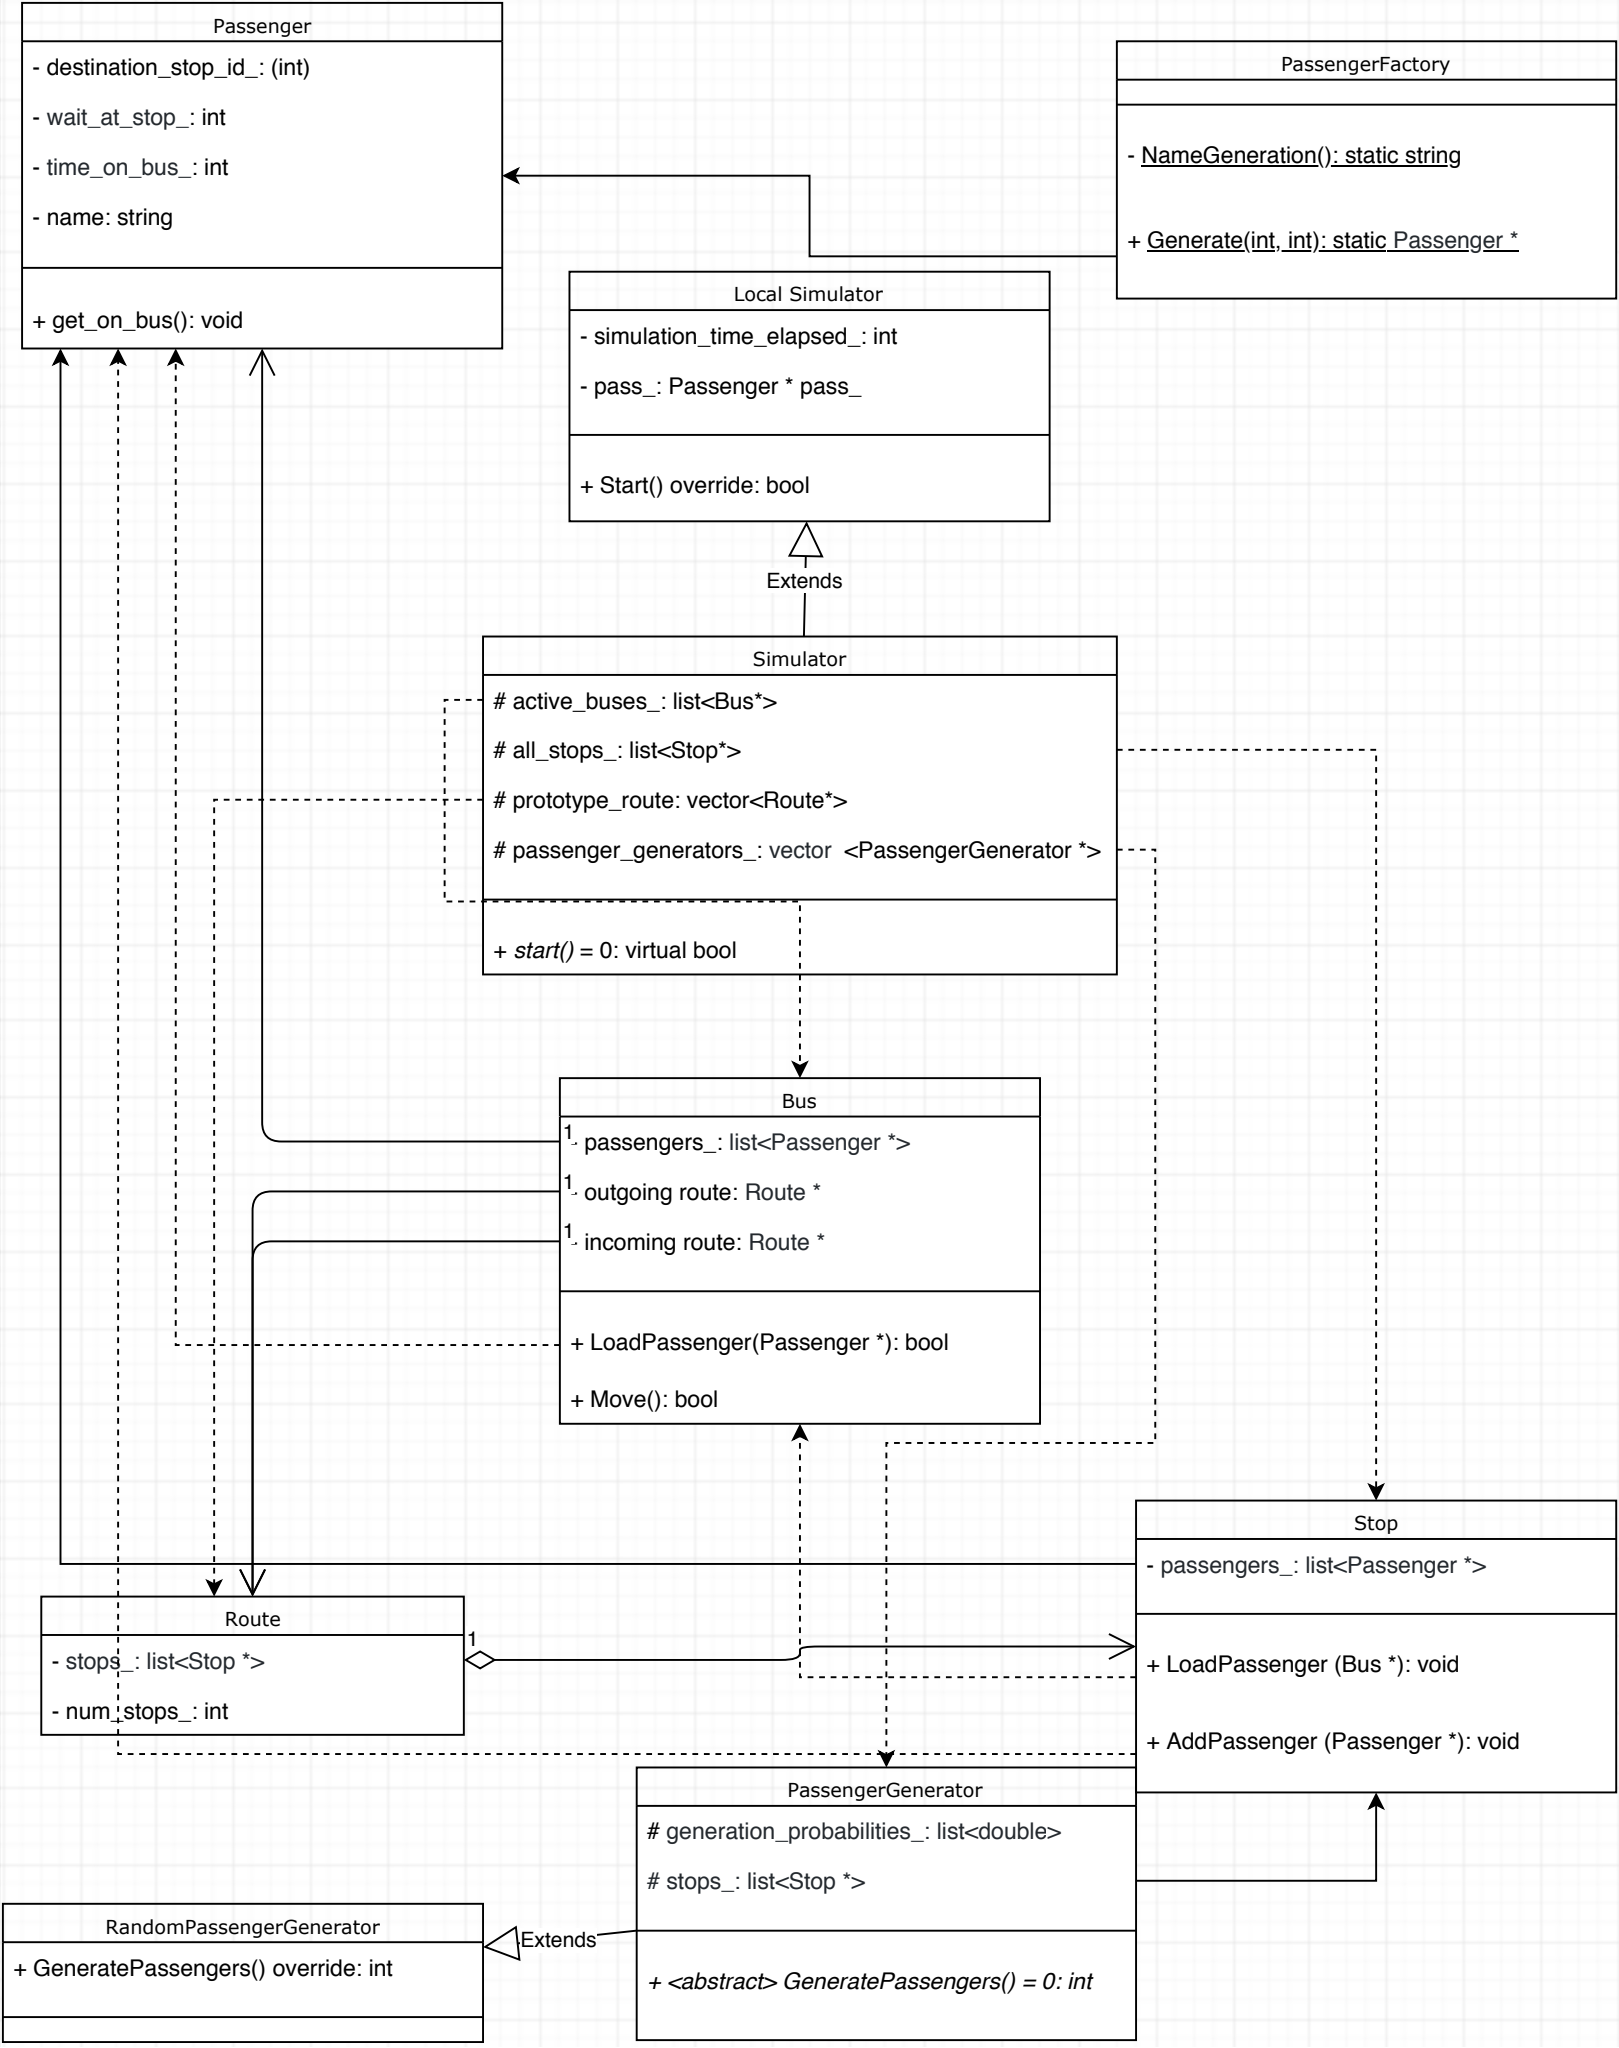 Passenger
- destination_stop_id_: (int)
- wait_at_stop_: int
- time_on_bus_: int
- name: string
+ get_on_bus(): void
PassengerFactory
- NameGeneration(): static string
+ Generate(int, int): static Passenger *
Local Simulator
- simulation_time_elapsed_: int
- pass_: Passenger * pass_
+ Start() override: bool
Extends
Simulator
# active_buses_: list<Bus*>
# all_stops_: list<Stop*>
# prototype_route: vector<Route*>
# passenger_generators_: vector <PassengerGenerator *>
+ start() = 0: virtual bool
Bus
1
- passengers_: list<Passenger *>
1
- outgoing route: Route *
1
- incoming route: Route *
+ LoadPassenger(Passenger *): bool
+ Move(): bool
Stop
- passengers_: list<Passenger *>
+ LoadPassenger (Bus *): void
+ AddPassenger (Passenger *): void
Route
1
- stops_: list<Stop *>
- num_stops_: int
PassengerGenerator
# generation_probabilities_: list<double>
# stops_: list<Stop *>
+ <abstract> GeneratePassengers() = 0: int
Extends
RandomPassengerGenerator
+ GeneratePassengers() override: int